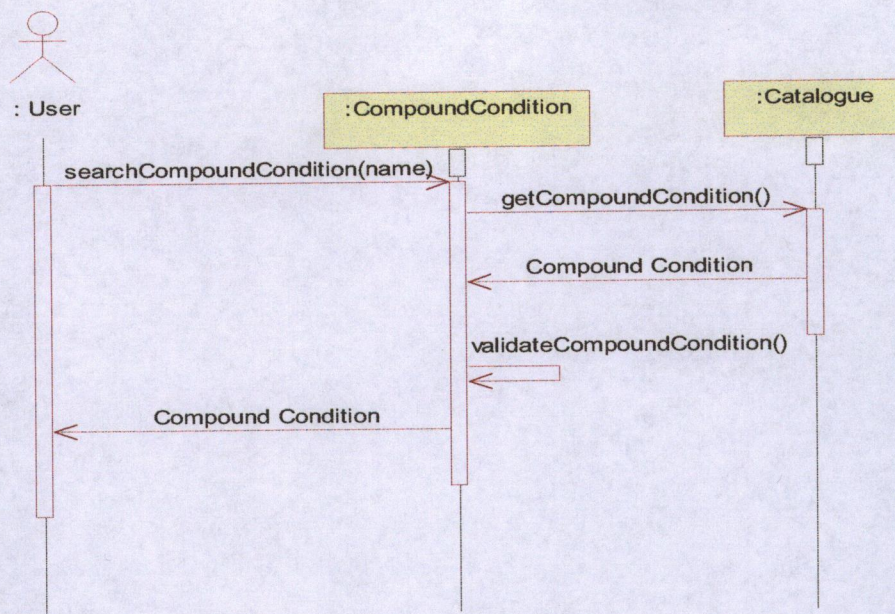 : User
:CompoundCondition
:Catalogue
searchCompoundCondition(name)
getCompoundCondition()
Compound Condition
validateCompoundCondition()
Compound Condition